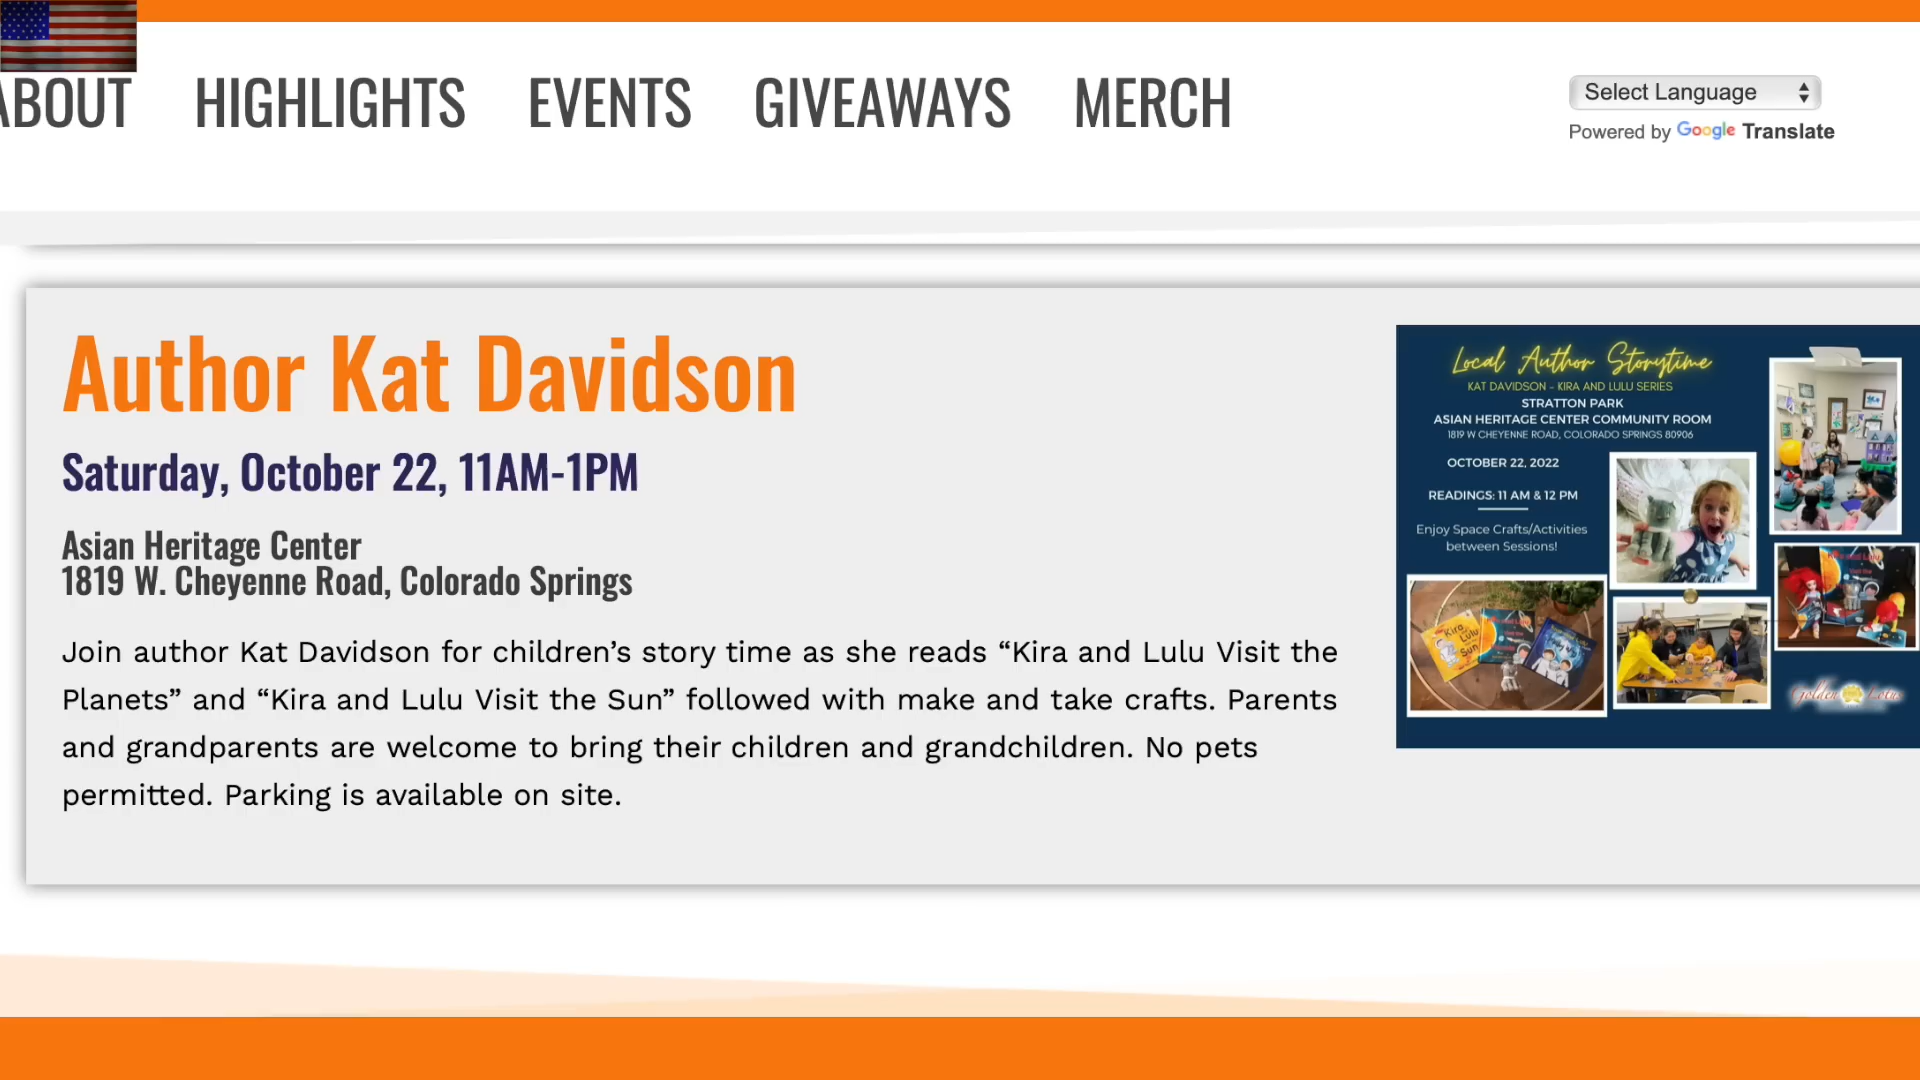 ABOUT HIGHLIGHTS EVENTS GIVEAWAYS MERCH
Select Language
Powered by Google Translate
Author Kat Davidson
Saturday, October 22, 11AM-1PM
Asian Heritage Center
1819 W. Cheyenne Road, Colorado Springs
Join author Kat Davidson for children’s story time as she reads “Kira and Lulu Visit the
Planets” and “Kira and Lulu Visit the Sun” followed with make and take crafts. Parents
and grandparents are welcome to bring their children and grandchildren. No pets
permitted. Parking is available on site.
Local Author Storytime
KAT DAVIDSON - KIRA AND LULU SERIES
STRATTON PARK
ASIAN HERITAGE CENTER COMMUNITY ROOM
1819 W CHEYENNE ROAD, COLORADO SPRINGS 80906
OCTOBER 22, 2022
READINGS: 11 AM & 12 PM
Enjoy Space Crafts/Activities
between Sessions!
Golden Lotus